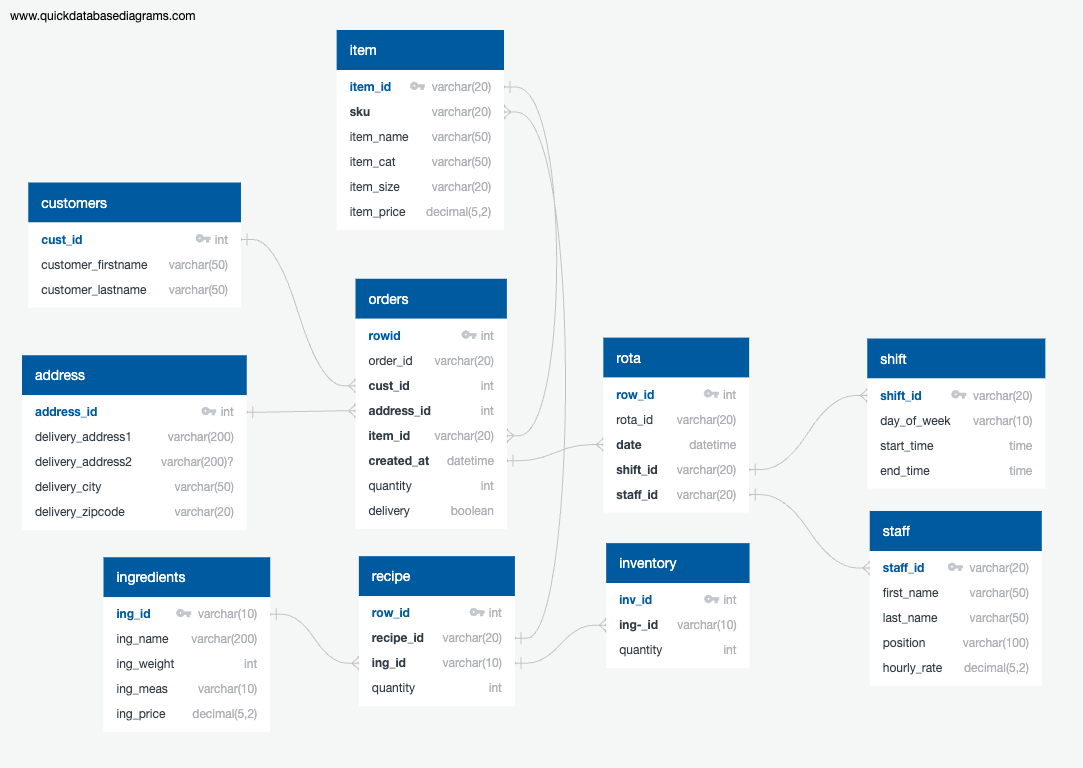 www.quickdatabasediagrams.com
item
item_id varchar(20)
sku varchar(20)
item_name varchar(50)
item_cat varchar(50)
item_size varchar(20)
item_price decimal(5,2)
customers
cust_id int
customer_firstname varchar(50)
customer_lastname varchar(50)
orders
rowid int
order_id varchar(20)
cust_id int
address_id int
item_id varchar(20)
created_at datetime
quantity int
delivery boolean
address
address_id int
delivery_address1 varchar(200)
delivery_address2 varchar(200)?
delivery_city varchar(50)
delivery_zipcode varchar(20)
rota
row_id int
rota_id varchar(20)
date datetime
shift_id varchar(20)
staff_id varchar(20)
shift
shift_id varchar(20)
day_of_week varchar(10)
start_time time
end_time time
staff
staff_id varchar(20)
first_name varchar(50)
last_name varchar(50)
position varchar(100)
hourly_rate decimal(5,2)
ingredients
ing_id varchar(10)
ing_name varchar(200)
ing_weight int
ing_meas varchar(10)
ing_price decimal(5,2)
recipe
row_id int
recipe_id varchar(20)
ing_id varchar(10)
quantity int
inventory
inv_id int
ing-_id varchar(10)
quantity int